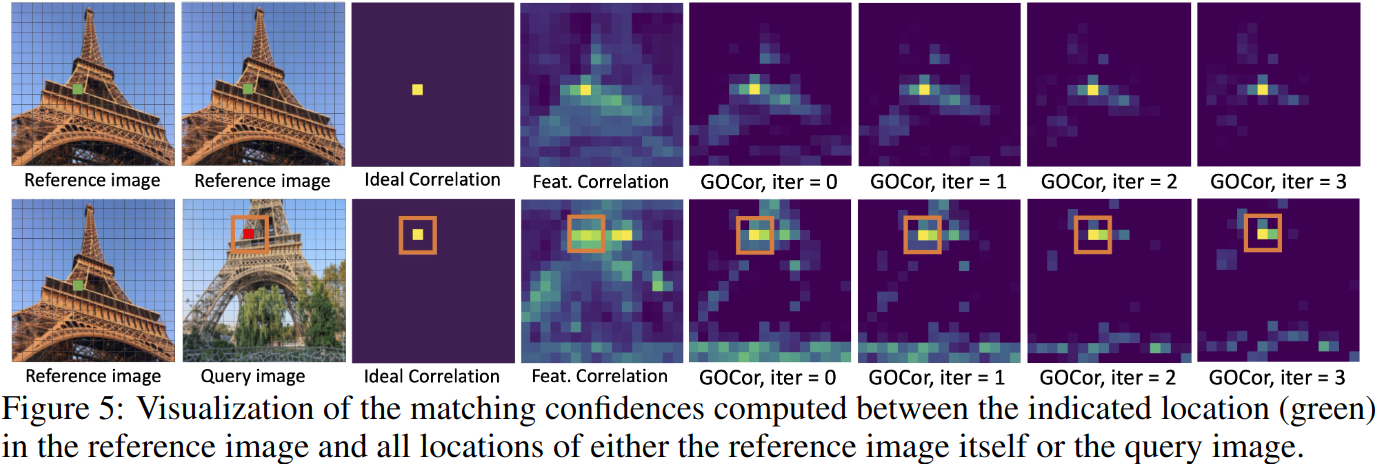 Reference image Reference image Ideal Correlation Feat. Correlation GOCor, iter = 0 GOCor, iter = 1 GOCor, iter = 2 GOCor, iter = 3
Reference image Query image Ideal Correlation Feat. Correlation GOCor, iter = 0 GOCor, iter = 1 GOCor, iter = 2 GOCor, iter = 3
Figure 5: Visualization of the matching confidences computed between the indicated location (green)
in the reference image and all locations of either the reference image itself or the query image.